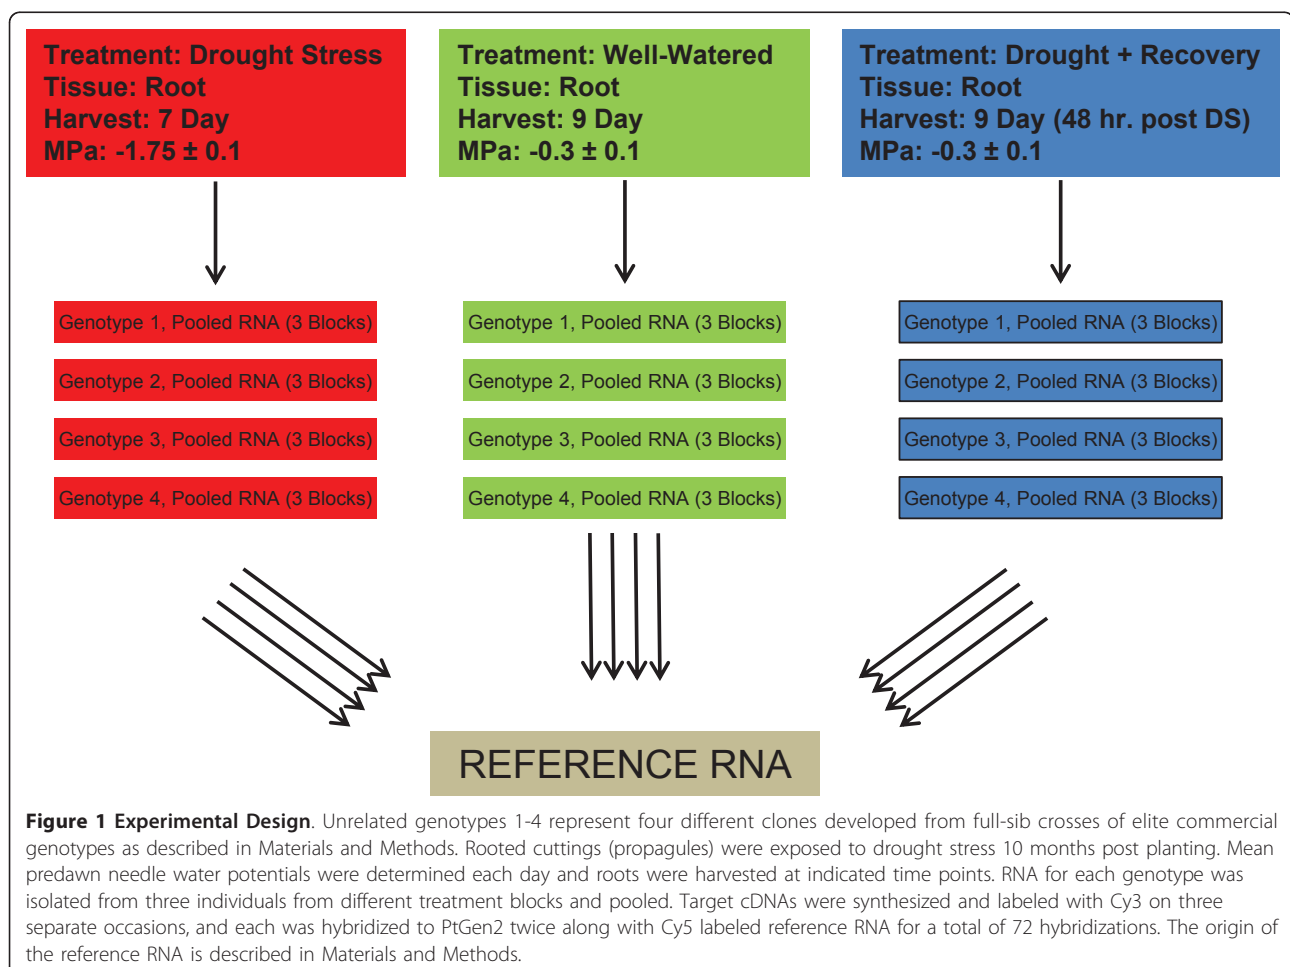 Treatment: Drought Stress
Tissue: Root
Harvest: 7 Day
MPa: -1.75 ± 0.1
Treatment: Well-Watered
Tissue: Root
Harvest: 9 Day
MPa: -0.3 ± 0.1
Treatment: Drought + Recovery
Tissue: Root
Harvest: 9 Day (48 hr. post DS)
MPa: -0.3 ± 0.1
Genotype 1, Pooled RNA (3 Blocks)
Genotype 2, Pooled RNA (3 Blocks)
Genotype 3, Pooled RNA (3 Blocks)
Genotype 4, Pooled RNA (3 Blocks)
Genotype 1, Pooled RNA (3 Blocks)
Genotype 2, Pooled RNA (3 Blocks)
Genotype 3, Pooled RNA (3 Blocks)
Genotype 4, Pooled RNA (3 Blocks)
Genotype 1, Pooled RNA (3 Blocks)
Genotype 2, Pooled RNA (3 Blocks)
Genotype 3, Pooled RNA (3 Blocks)
Genotype 4, Pooled RNA (3 Blocks)
REFERENCE RNA
Figure 1 Experimental Design. Unrelated genotypes 1-4 represent four different clones developed from full-sib crosses of elite commercial
genotypes as described in Materials and Methods. Rooted cuttings (propagules) were exposed to drought stress 10 months post planting. Mean
predawn needle water potentials were determined each day and roots were harvested at indicated time points. RNA for each genotype was
isolated from three individuals from different treatment blocks and pooled. Target cDNAs were synthesized and labeled with Cy3 on three
separate occasions, and each was hybridized to PtGen2 twice along with Cy5 labeled reference RNA for a total of 72 hybridizations. The origin of
the reference RNA is described in Materials and Methods.